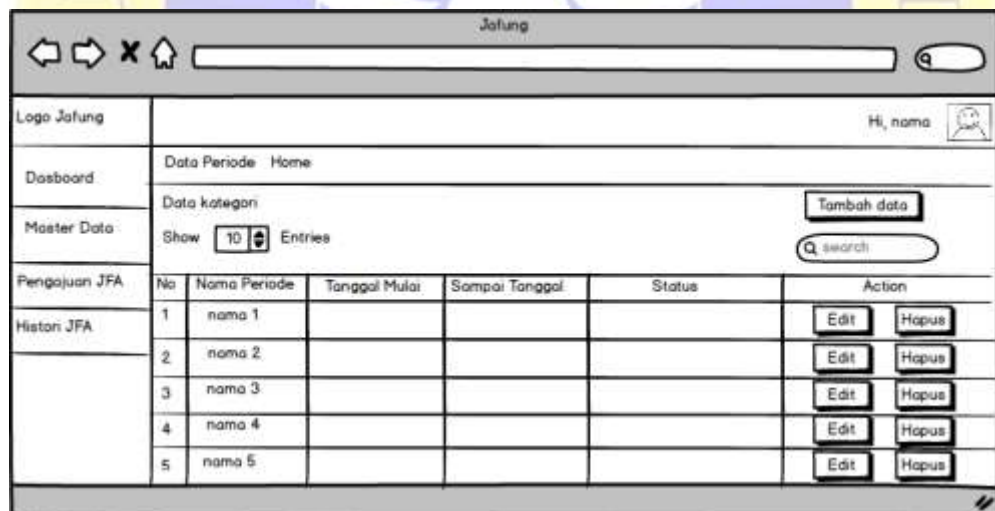 Jafung
Logo Jafung
Hi, nama
Dasboard
Master Data
Pengajuan JFA
Histori JFA
Data Periode Home
Data kategori
Tambah data
Show 10 Entries
search
No Nama Periode Tanggal Mulai Sampai Tanggal Status Action
1 nama 1 Edit Hapus
2 nama 2 Edit Hapus
3 nama 3 Edit Hapus
4 nama 4 Edit Hapus
5 nama 5 Edit Hapus